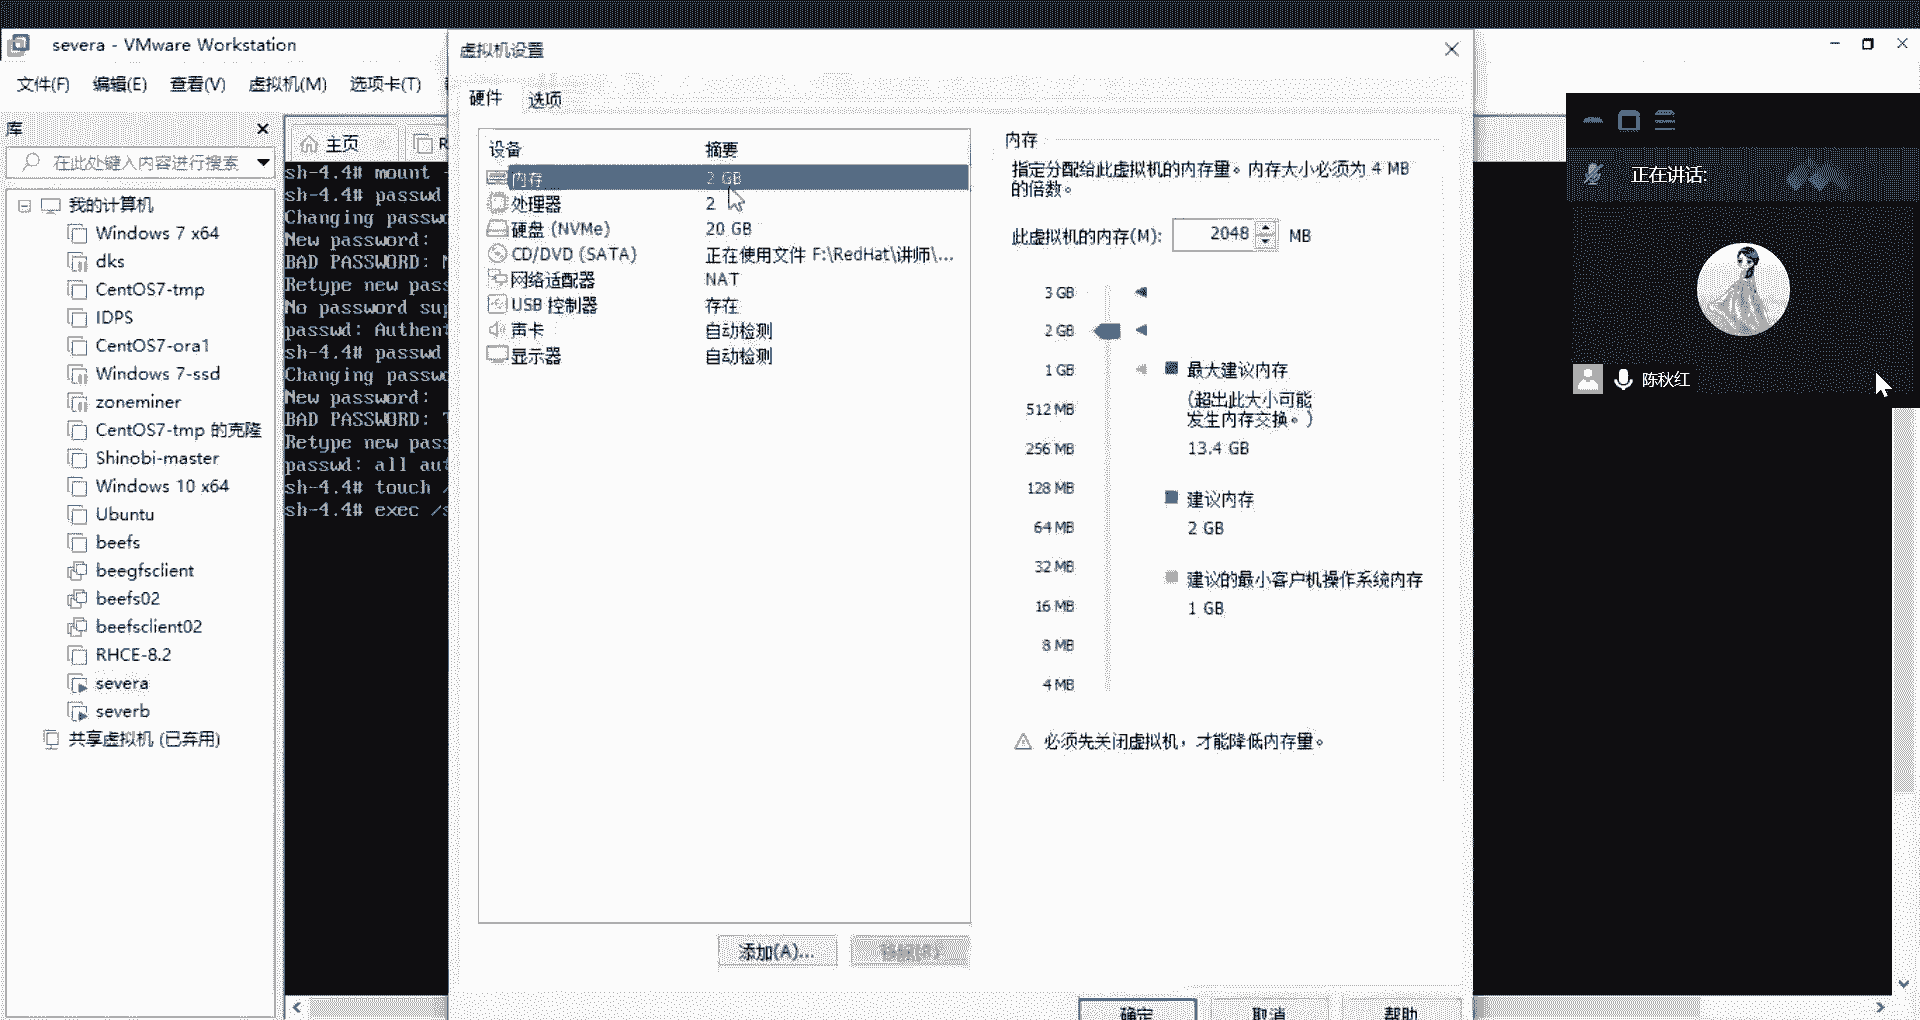 severa - VMware Workstation
文件(F) 编辑(E) 查看(V) 虚拟机(M) 选项卡(T)
库
在此处键入内容进行搜索
我的计算机
Windows 7 x64
dks
CentOS7-tmp
IDPS
CentOS7-ora1
Windows 7-ssd
zoneminer
CentOS7-tmp 的克隆
Shinobi-master
Windows 10 x64
Ubuntu
beefs
beegfsclient
beefs02
beefsclient02
RHCE-8.2
severa
severb
共享虚拟机 (已弃用)
主页
R
sh-4.4# mount -
sh-4.4# passwd
Changing passw
New password:
BAD PASSWORD:
Retype new pass
No password sup
passwd: Authent
sh-4.4# passwd
Changing passw
New password:
BAD PASSWORD: T
Retype new pass
passwd: all aut
sh-4.4# touch /
sh-4.4# exec /s
虚拟机设置
硬件 选项
设备 摘要
内存 2 GB
处理器 2
硬盘 (NVMe) 20 GB
CD/DVD (SATA) 正在使用文件 F:\RedHat\讲师\...
网络适配器 NAT
USB 控制器 存在
声卡 自动检测
显示器 自动检测
添加(A)... 移除(R)
内存
指定分配给此虚拟机的内存量。内存大小必须为 4 MB
的倍数。
此虚拟机的内存(M): 2048 MB
3 GB
2 GB
1 GB
512 MB
256 MB
128 MB
64 MB
32 MB
16 MB
8 MB
4 MB
最大建议内存
(超出此大小可能
发生内存交换。)
13.4 GB
建议内存
2 GB
建议的最小客户机操作系统内存
1 GB
必须先关闭虚拟机，才能降低内存量。
确定 取消 帮助
正在讲话:
陈秋红